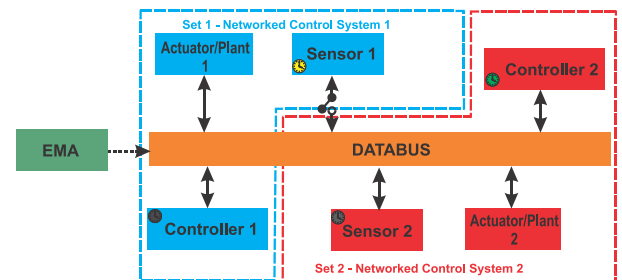 Set 1 - Networked Control System 1
Actuator/Plant
1
Sensor 1
Controller 2
EMA
DATABUS
Controller 1
Sensor 2
Actuator/Plant
2
Set 2 - Networked Control System 2